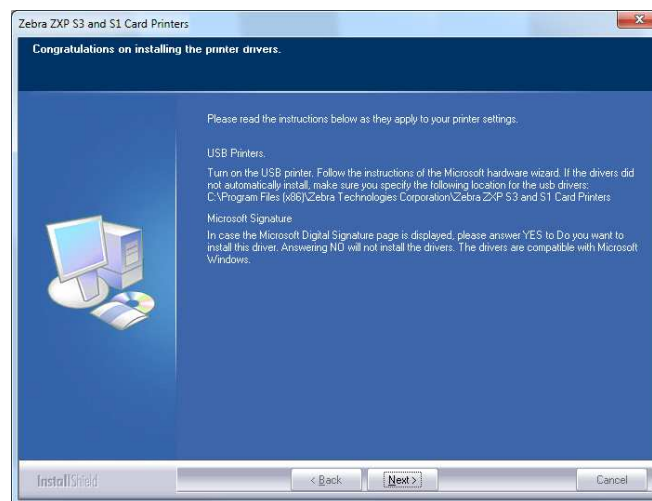 Zebra ZXP S3 and S1 Card Printers
Congratulations on installing the printer drivers.
Please read the instructions below as they apply to your printer settings.
USB Printers.
Turn on the USB printer. Follow the instructions of the Microsoft hardware wizard. If the drivers did
not automatically install, make sure you specify the following location for the usb drivers:
C:\Program Files (x86)\Zebra Technologies Corporation\Zebra ZXP S3 and S1 Card Printers
Microsoft Signature
In case the Microsoft Digital Signature page is displayed, please answer YES to Do you want to
install this driver. Answering NO will not install the drivers. The drivers are compatible with Microsoft
Windows.
InstallShield
< Back
Next >
Cancel